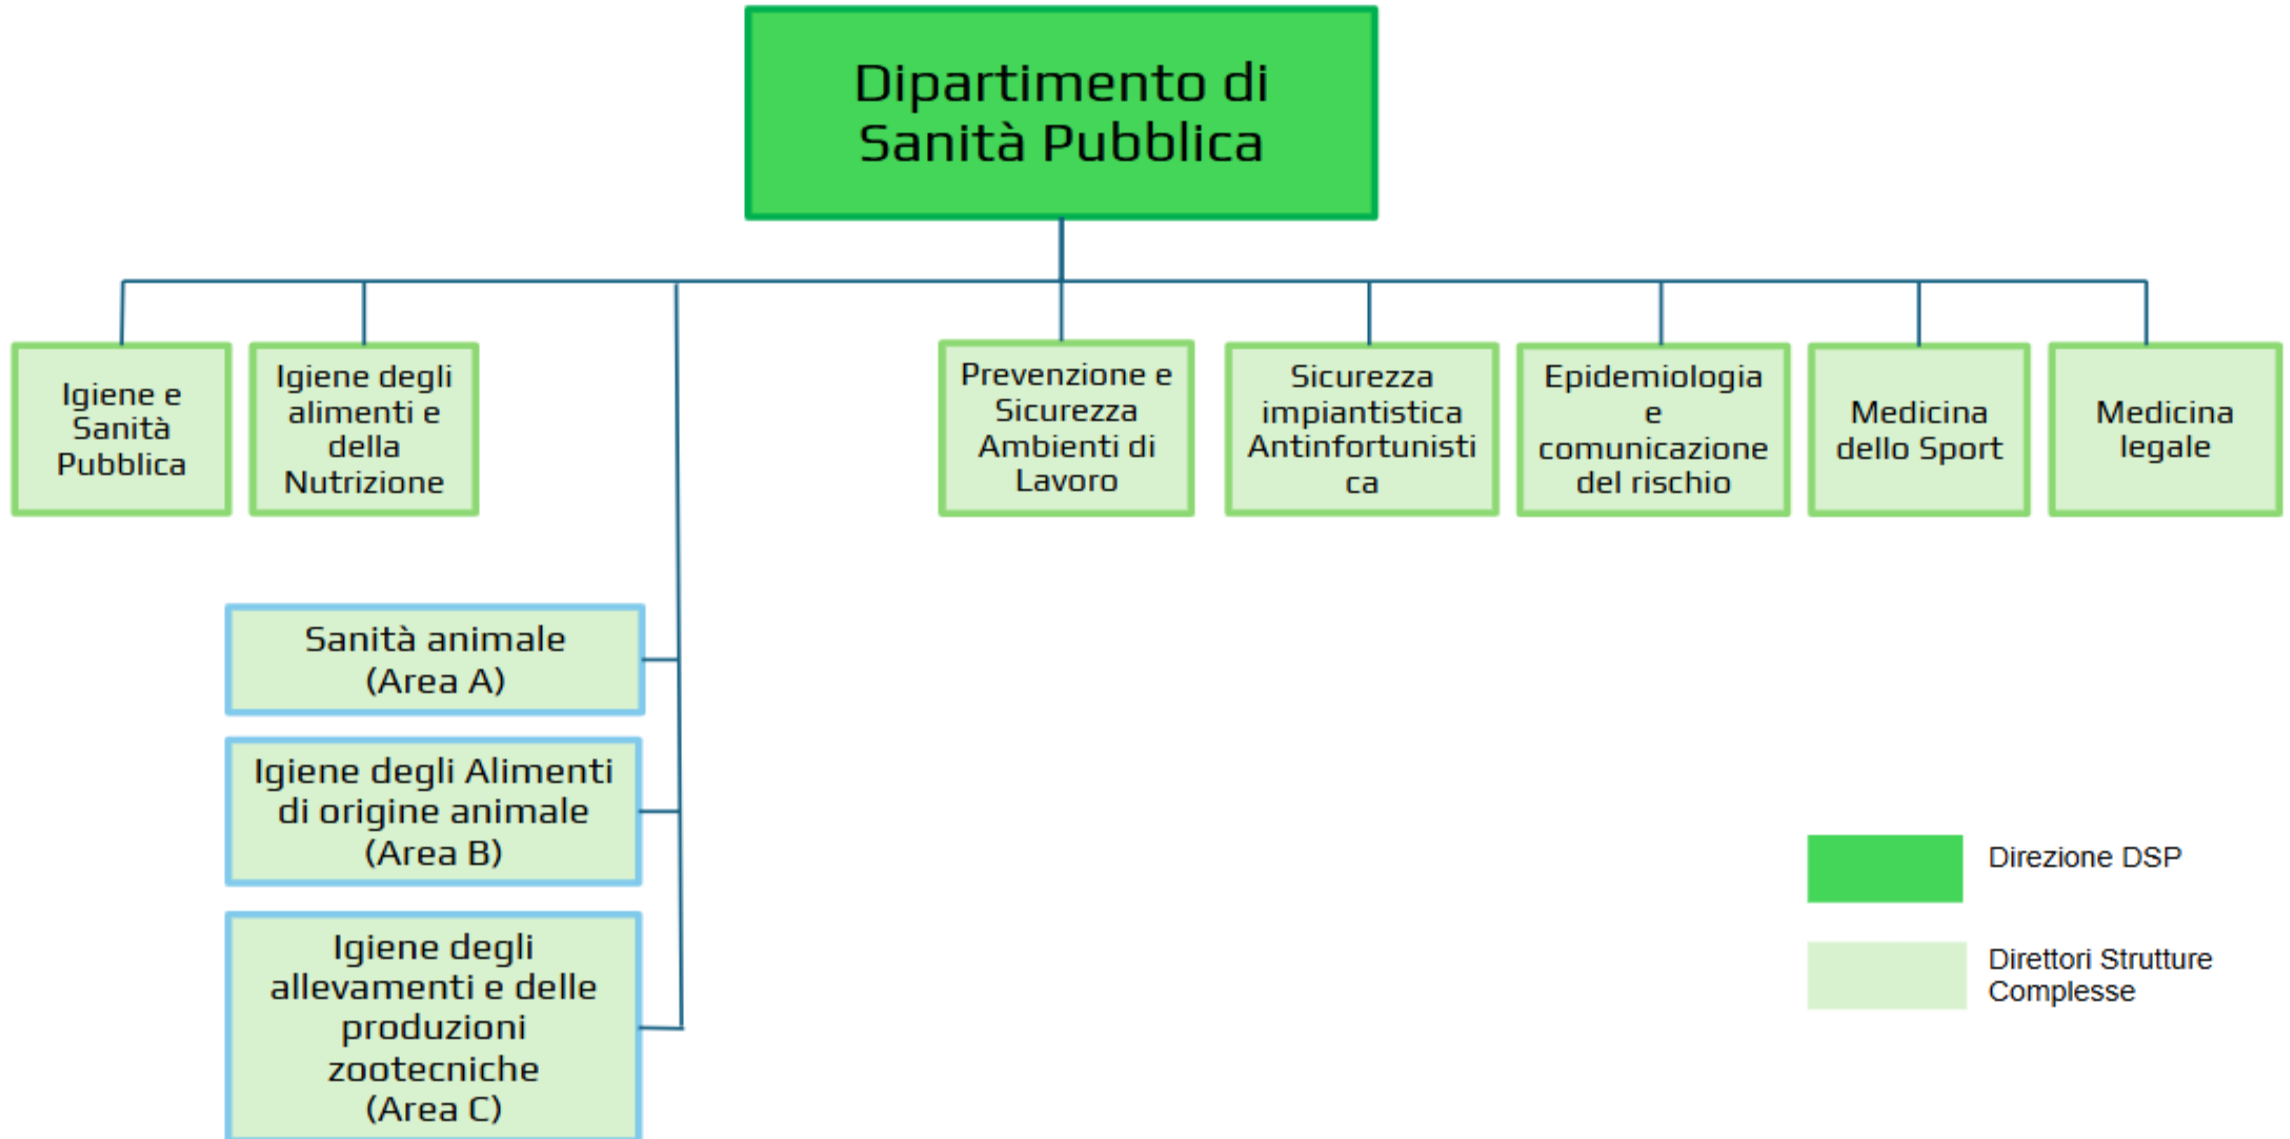 Dipartimento di
Sanità Pubblica
Igiene e
Sanità
Pubblica
Igiene degli
alimenti e
della
Nutrizione
Prevenzione e
Sicurezza
Ambienti di
Lavoro
Sicurezza
impiantistica
Antinfortunisti
ca
Epidemiologia
e
comunicazione
del rischio
Medicina
dello Sport
Medicina
legale
Sanità animale
(Area A)
Igiene degli Alimenti
di origine animale
(Area B)
Igiene degli
allevamenti e delle
produzioni
zootecniche
(Area C)
Direzione DSP
Direttori Strutture
Complesse